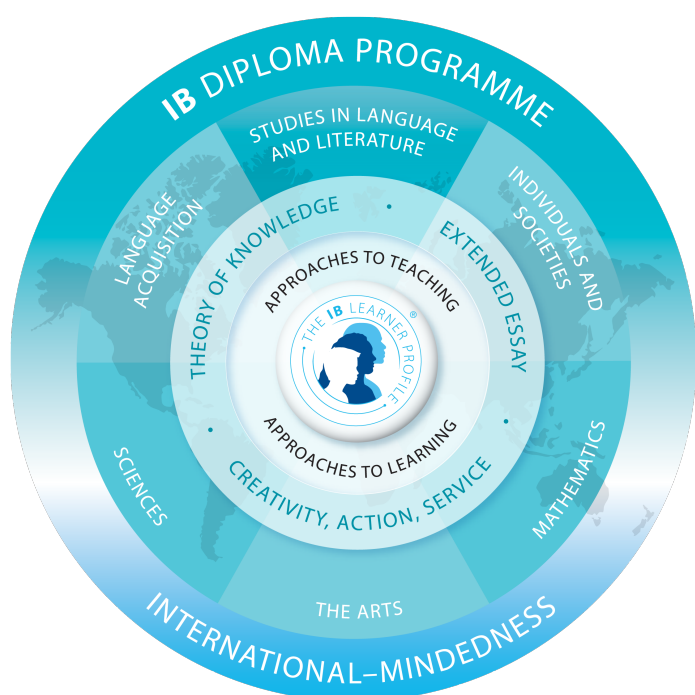 IB DIPLOMA PROGRAMME
STUDIES IN LANGUAGE
AND LITERATURE
LANGUAGE
ACQUISITION
INDIVIDUALS AND
SOCIETIES
THEORY OF KNOWLEDGE
EXTENDED ESSAY
APPROACHES TO TEACHING
THE IB LEARNER PROFILE
®
APPROACHES TO LEARNING
CREATIVITY, ACTION, SERVICE
SCIENCES
MATHEMATICS
THE ARTS
INTERNATIONAL–MINDEDNESS